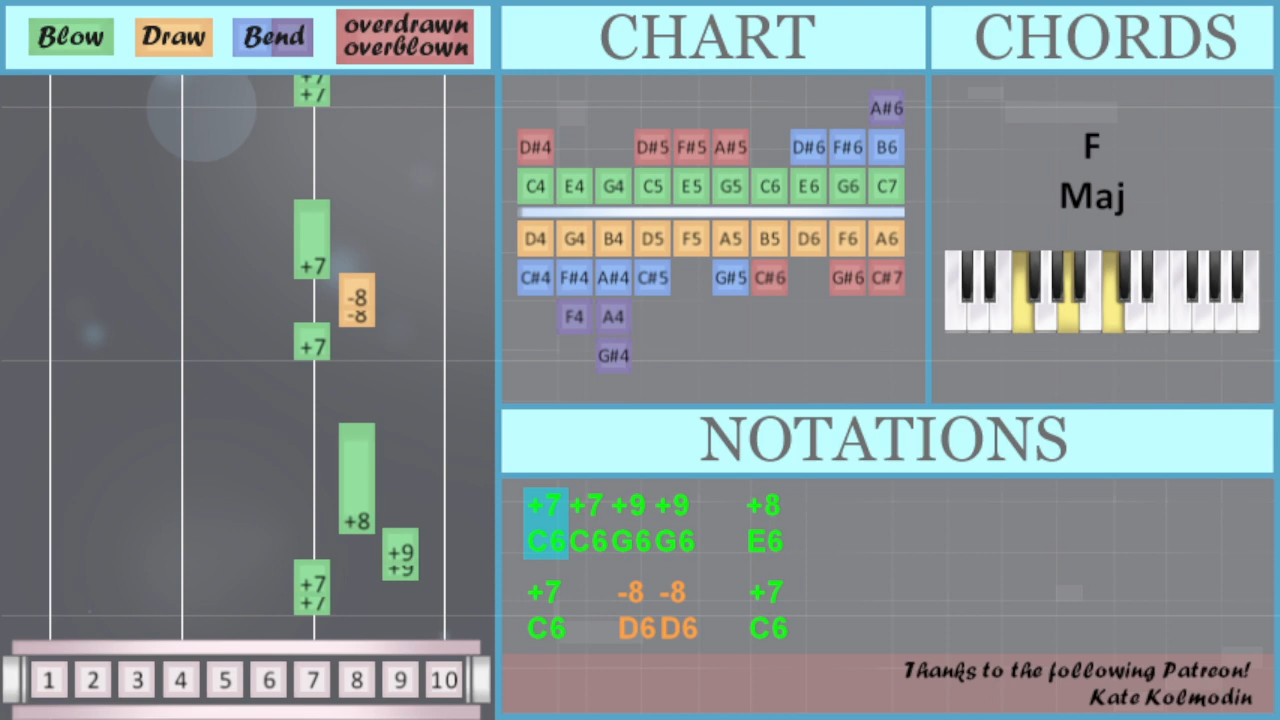 Blow Draw Bend overdrawn
overblown
CHART
CHORDS
+7
+7
+7
-8
-8
+7
+8
+9
+9
+7
+7
1 2 3 4 5 6 7 8 9 10
A#6
D#4 D#5 F#5 A#5 D#6 F#6 B6
C4 E4 G4 C5 E5 G5 C6 E6 G6 C7
D4 G4 B4 D5 F5 A5 B5 D6 F6 A6
C#4 F#4 A#4 C#5 G#5 C#6 G#6 C#7
F4 A4
G#4
F
Maj
NOTATIONS
+7 +7 +9 +9 +8
C6 C6 G6 G6 E6
+7 -8 -8 +7
C6 D6 D6 C6
Thanks to the following Patreon!
Kate Kolmodin